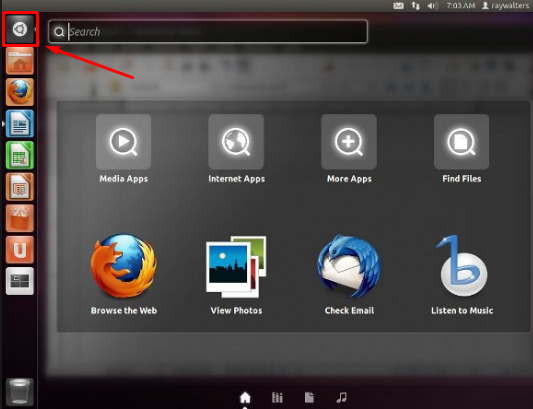 7:03 AM raywalters
Search
Media Apps Internet Apps More Apps Find Files
Browse the Web View Photos Check Email Listen to Music